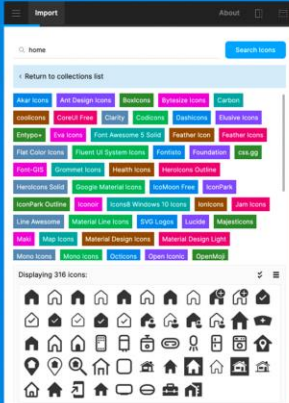 Import About
home Search Icons
‹ Return to collections list
Akar Icons Ant Design Icons BoxIcons Bytesize Icons Carbon
coolicons CoreUI Free Clarity Codicons Dashicons Elusive Icons
Entypo+ Eva Icons Font Awesome 5 Solid Feather Icon Feather Icons
Flat Color Icons Fluent UI System Icons Fontisto Foundation css.gg
Font-GIS Grommet Icons Health Icons HeroIcons Outline
HeroIcons Solid Google Material Icons IcoMoon Free IconPark
IconPark Outline Iconoir Icons8 Windows 10 Icons IonIcons Jam Icons
Line Awesome Material Line Icons SVG Logos Lucide MajestIcons
Maki Map Icons Material Design Icons Material Design Light
Mono Icons Mono Icons Octicons Open Iconic OpenMoji
Displaying 316 icons: